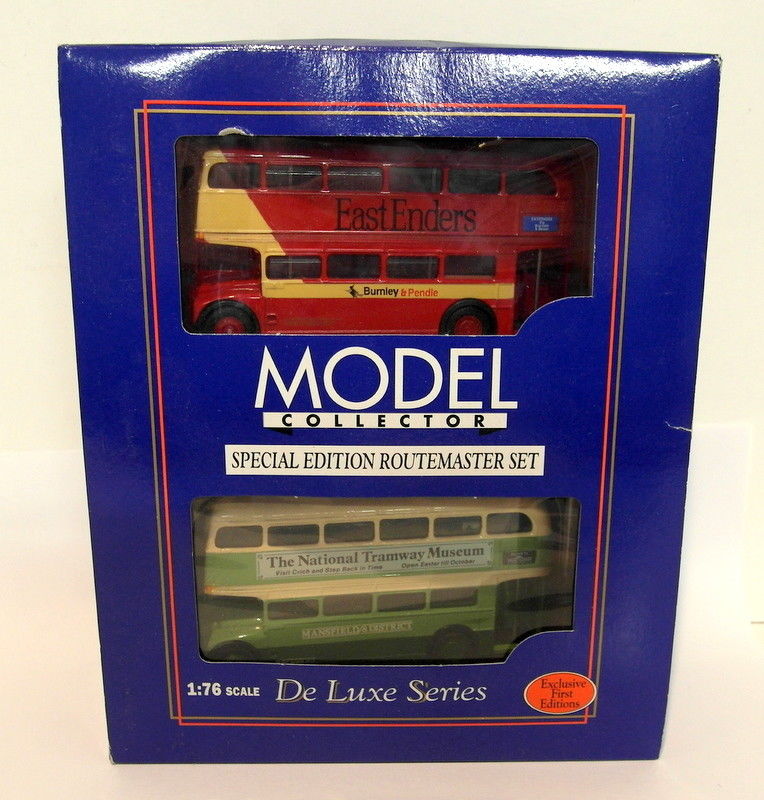 EastEnders
Burnley & Pendle
MODEL
COLLECTOR
SPECIAL EDITION ROUTEMASTER SET
The National Tramway Museum
Visit Crich and Step Back in Time Open Easter till October
MANSFIELD DISTRICT
1:76 SCALE De Luxe Series
Exclusive
First
Editions